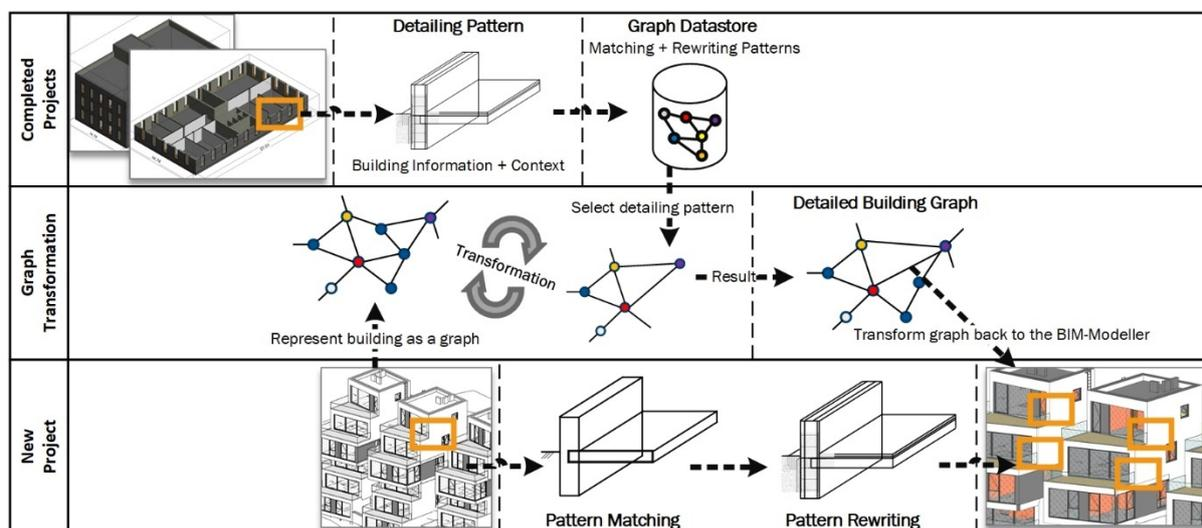 Completed
Projects
Detailing Pattern
Building Information + Context
Graph Datastore
Matching + Rewriting Patterns
Graph
Transformation
Transformation
Select detailing pattern
Result
Detailed Building Graph
Represent building as a graph
Transform graph back to the BIM-Modeller
New
Project
Pattern Matching
Pattern Rewriting